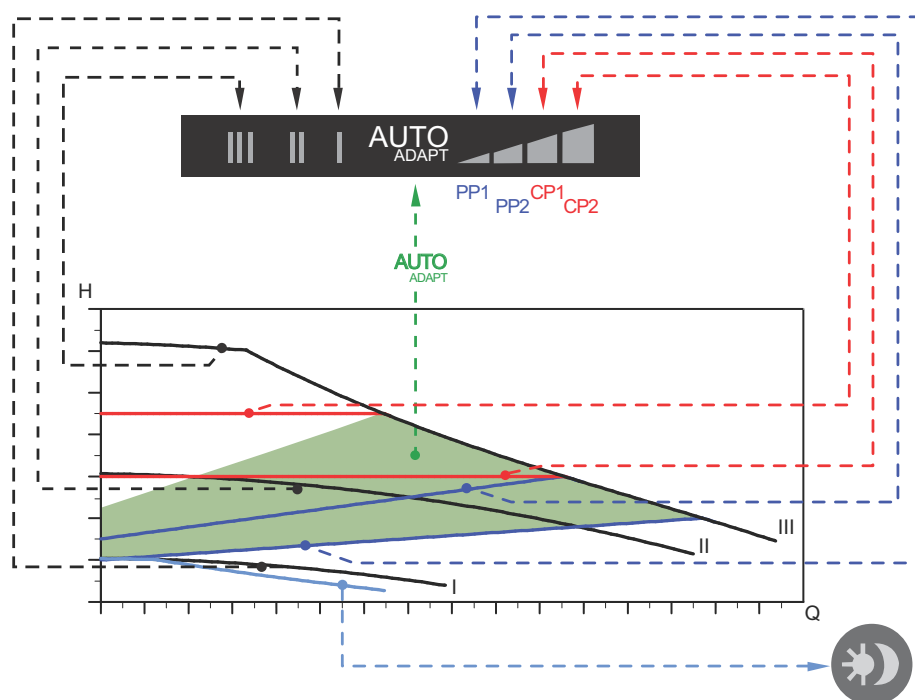 III II I AUTO
ADAPT
PP1 PP2 CP1 CP2
AUTO
ADAPT
H
III
II
I
Q